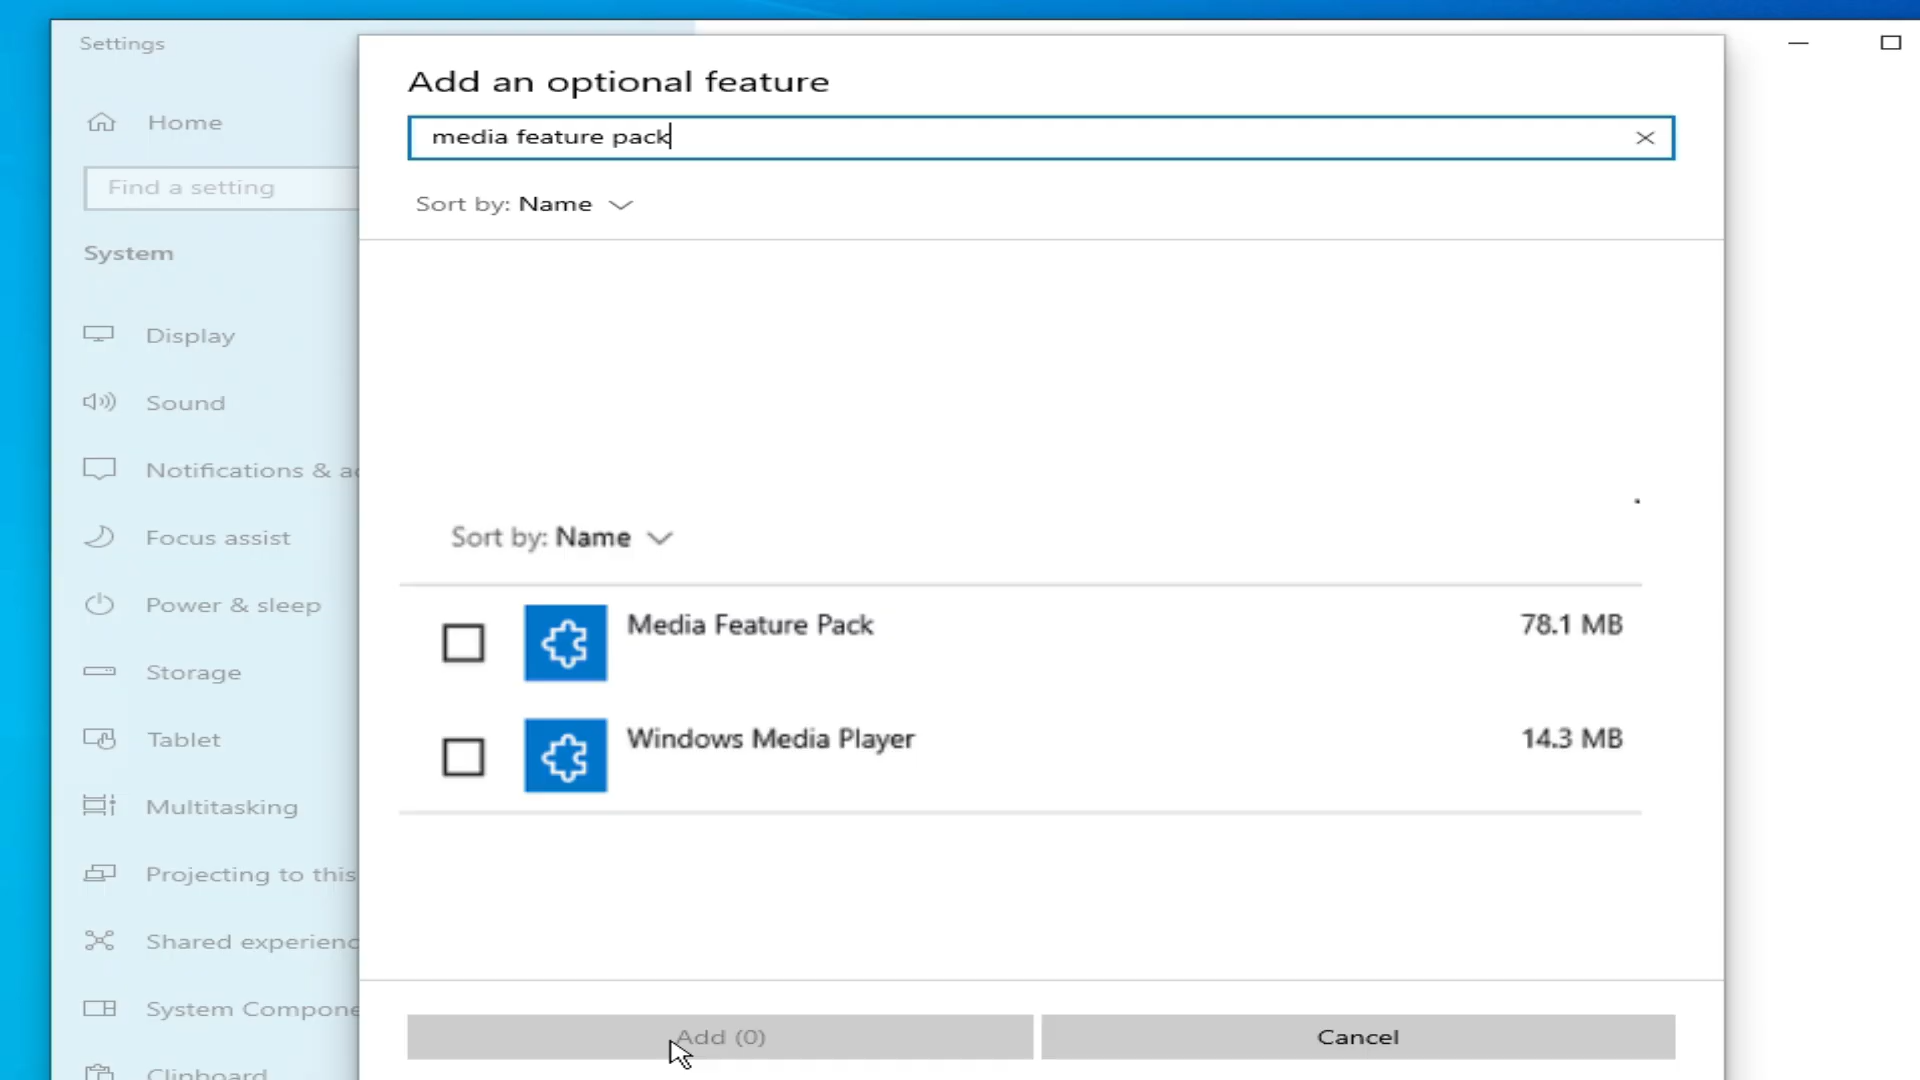 Settings
Add an optional feature
media feature pack
Home
Find a setting
Sort by: Name
System
Display
Sound
Notifications & ac
Focus assist
Sort by: Name
Power & sleep
Media Feature Pack 78.1 MB
Storage
Tablet
Windows Media Player 14.3 MB
Multitasking
Projecting to this
Shared experienc
System Compone
Add (0)
Cancel
Clipboard